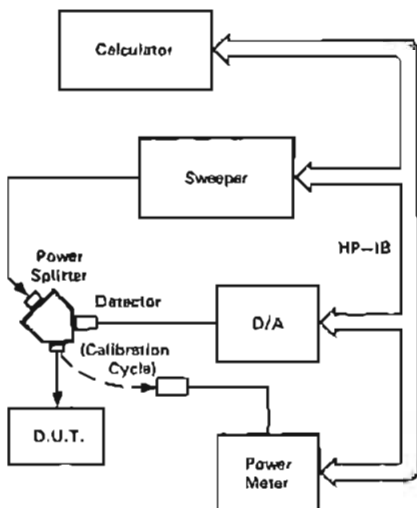 Calculator
Sweeper
HP-IB
Power
Splitter
Detector
D/A
(Calibration
Cycle)
D.U.T.
Power
Meter